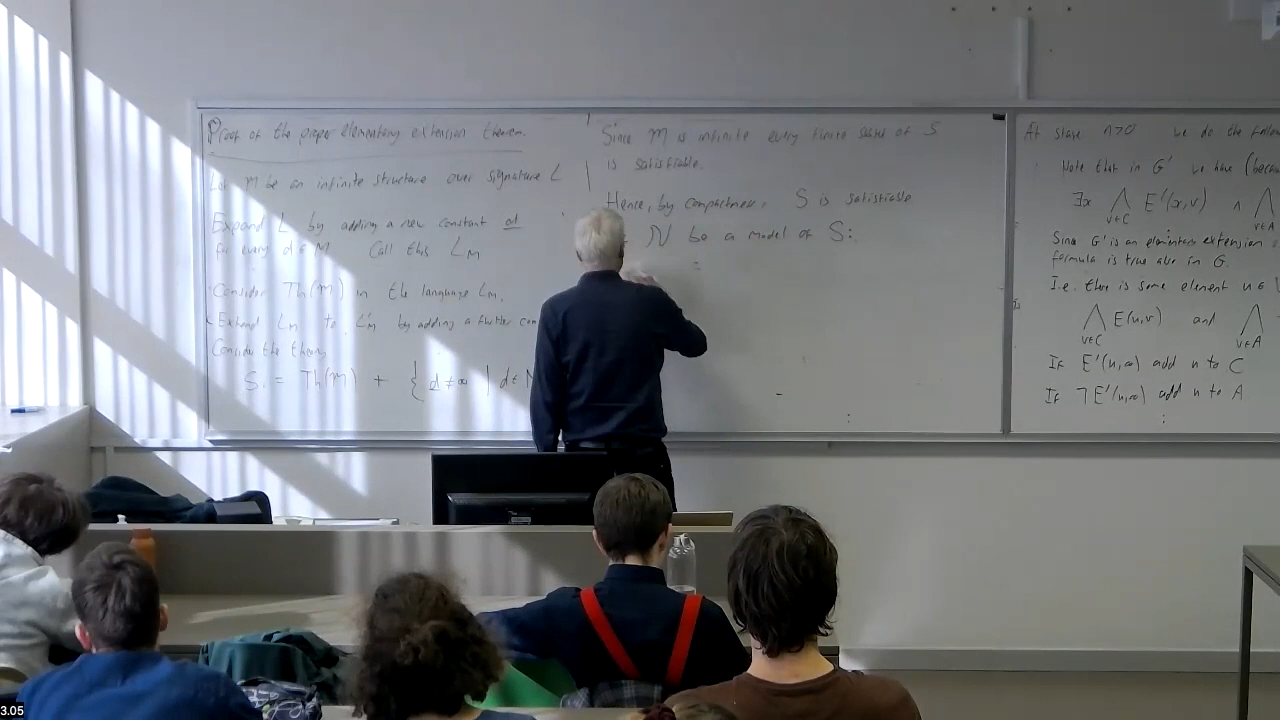 Proof of the proper elementary extension theorem.
Let M be an infinite structure over signature L
Expand L by adding a new constant d
for every d ∈ M Call this L_M
Consider Th(M) in the language L_M.
Extend L_M to L'_M by adding a further con
Consider the theory
S := Th(M) + { d ≠ ∞ | d ∈ M
Since M is infinite every finite subset of S
is satisfiable.
Hence, by compactness, S is satisfiable
N be a model of S:
At stage n>0 we do the follow
Note that in G' we have (becau
∃x ⋀_{v∈C} E'(x,v) ∧ ⋀_{v∈A}
Since G' is an elementary extension
formula is true also in G.
I.e. there is some element u ∈
⋀_{v∈C} E(u,v) and ⋀_{v∈A}
If E'(u,∞) add u to C
If ¬E'(u,∞) add u to A
⋮
3.05